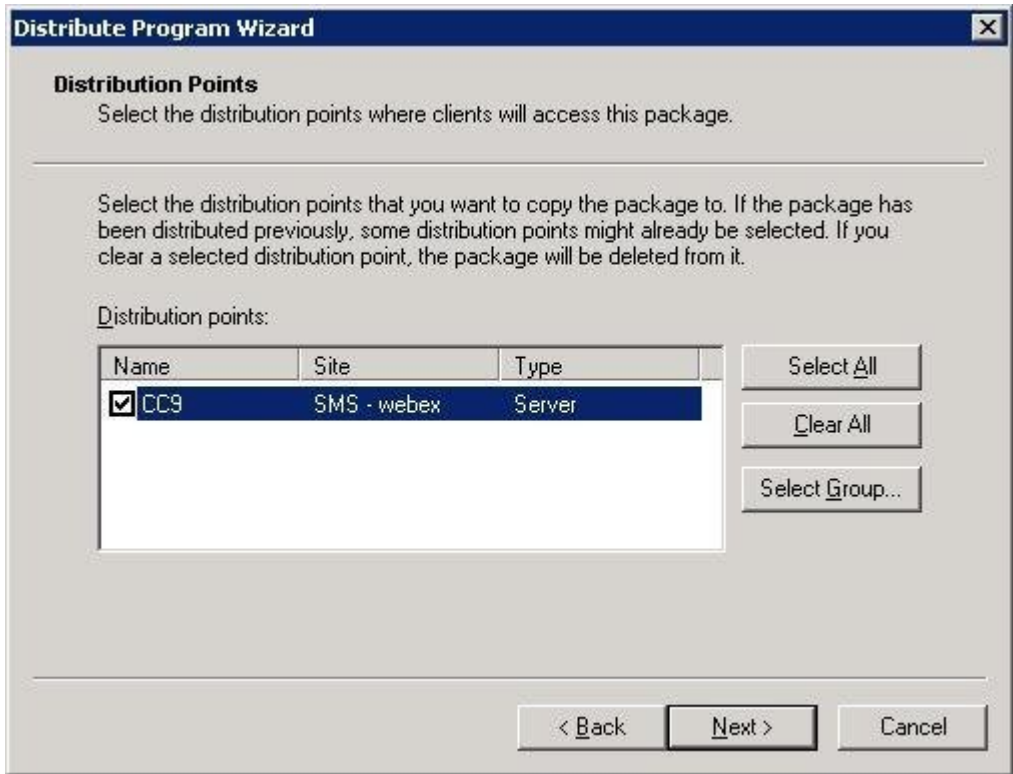 Distribute Program Wizard
Distribution Points
Select the distribution points where clients will access this package.
Select the distribution points that you want to copy the package to. If the package has
been distributed previously, some distribution points might already be selected. If you
clear a selected distribution point, the package will be deleted from it.
Distribution points:
Name Site Type
CC9 SMS - webex Server
Select All
Clear All
Select Group...
< Back Next > Cancel